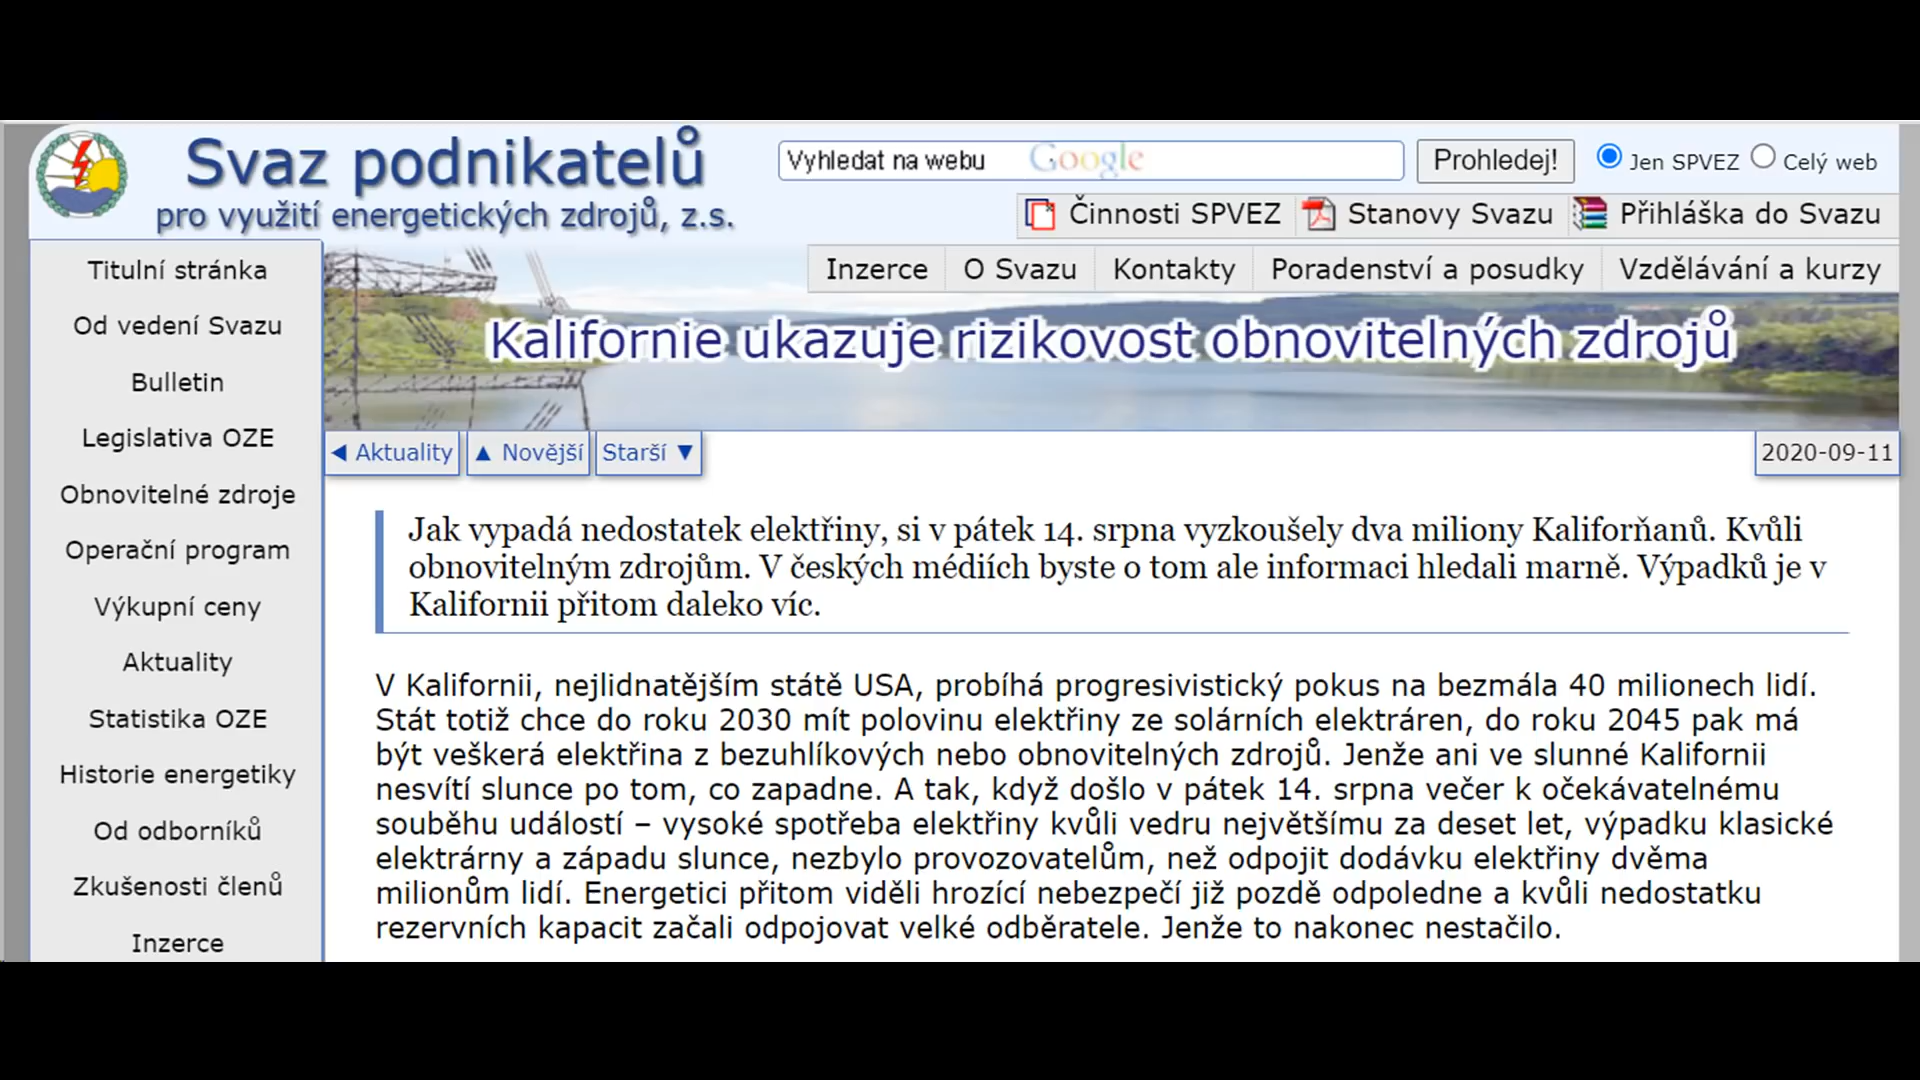 Svaz podnikatelů
pro využití energetických zdrojů, z.s.
Vyhledat na webu Google
Prohledej!
Jen SPVEZ Celý web
Činnosti SPVEZ Stanovy Svazu Přihláška do Svazu
Inzerce O Svazu Kontakty Poradenství a posudky Vzdělávání a kurzy
Titulní stránka
Od vedení Svazu
Bulletin
Legislativa OZE
Obnovitelné zdroje
Operační program
Výkupní ceny
Aktuality
Statistika OZE
Historie energetiky
Od odborníků
Zkušenosti členů
Inzerce
Kalifornie ukazuje rizikovost obnovitelných zdrojů
◄ Aktuality ▲ Novější Starší ▼
2020-09-11
Jak vypadá nedostatek elektřiny, si v pátek 14. srpna vyzkoušely dva miliony Kaliforňanů. Kvůli
obnovitelným zdrojům. V českých médiích byste o tom ale informaci hledali marně. Výpadků je v
Kalifornii přitom daleko víc.
V Kalifornii, nejlidnatějším státě USA, probíhá progresivistický pokus na bezmála 40 milionech lidí.
Stát totiž chce do roku 2030 mít polovinu elektřiny ze solárních elektráren, do roku 2045 pak má
být veškerá elektřina z bezuhlíkových nebo obnovitelných zdrojů. Jenže ani ve slunné Kalifornii
nesvítí slunce po tom, co zapadne. A tak, když došlo v pátek 14. srpna večer k očekávatelnému
souběhu událostí – vysoké spotřeba elektřiny kvůli vedru největšímu za deset let, výpadku klasické
elektrárny a západu slunce, nezbylo provozovatelům, než odpojit dodávku elektřiny dvěma
milionům lidí. Energetici přitom viděli hrozící nebezpečí již pozdě odpoledne a kvůli nedostatku
rezervních kapacit začali odpojovat velké odběratele. Jenže to nakonec nestačilo.